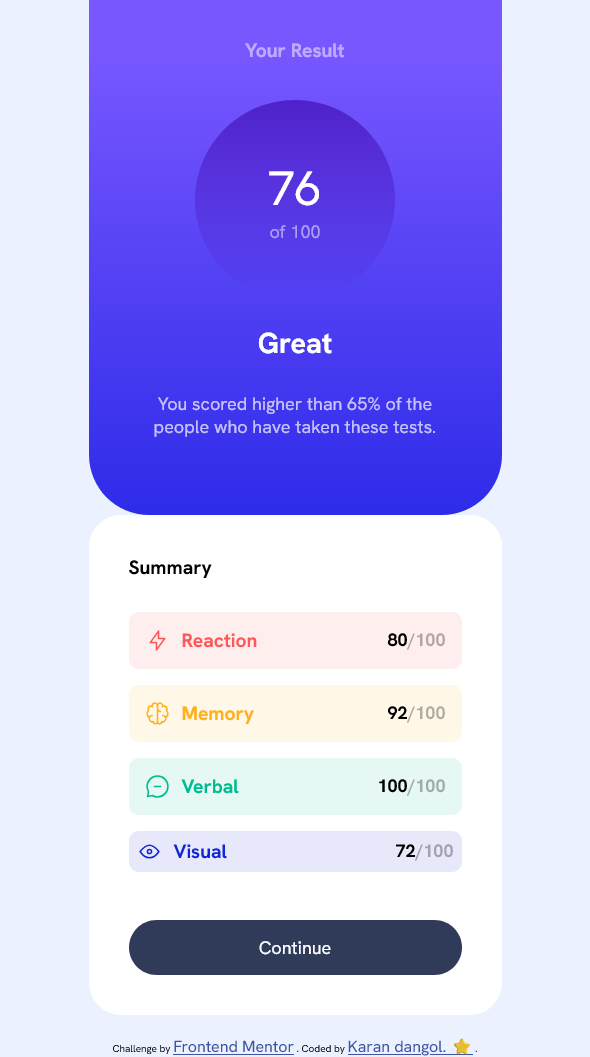 Your Result
76
of 100
Great
You scored higher than 65% of the
people who have taken these tests.
Summary
Reaction 80/100
Memory 92/100
Verbal 100/100
Visual 72/100
Continue
Challenge by Frontend Mentor . Coded by Karan dangol. ⭐ .